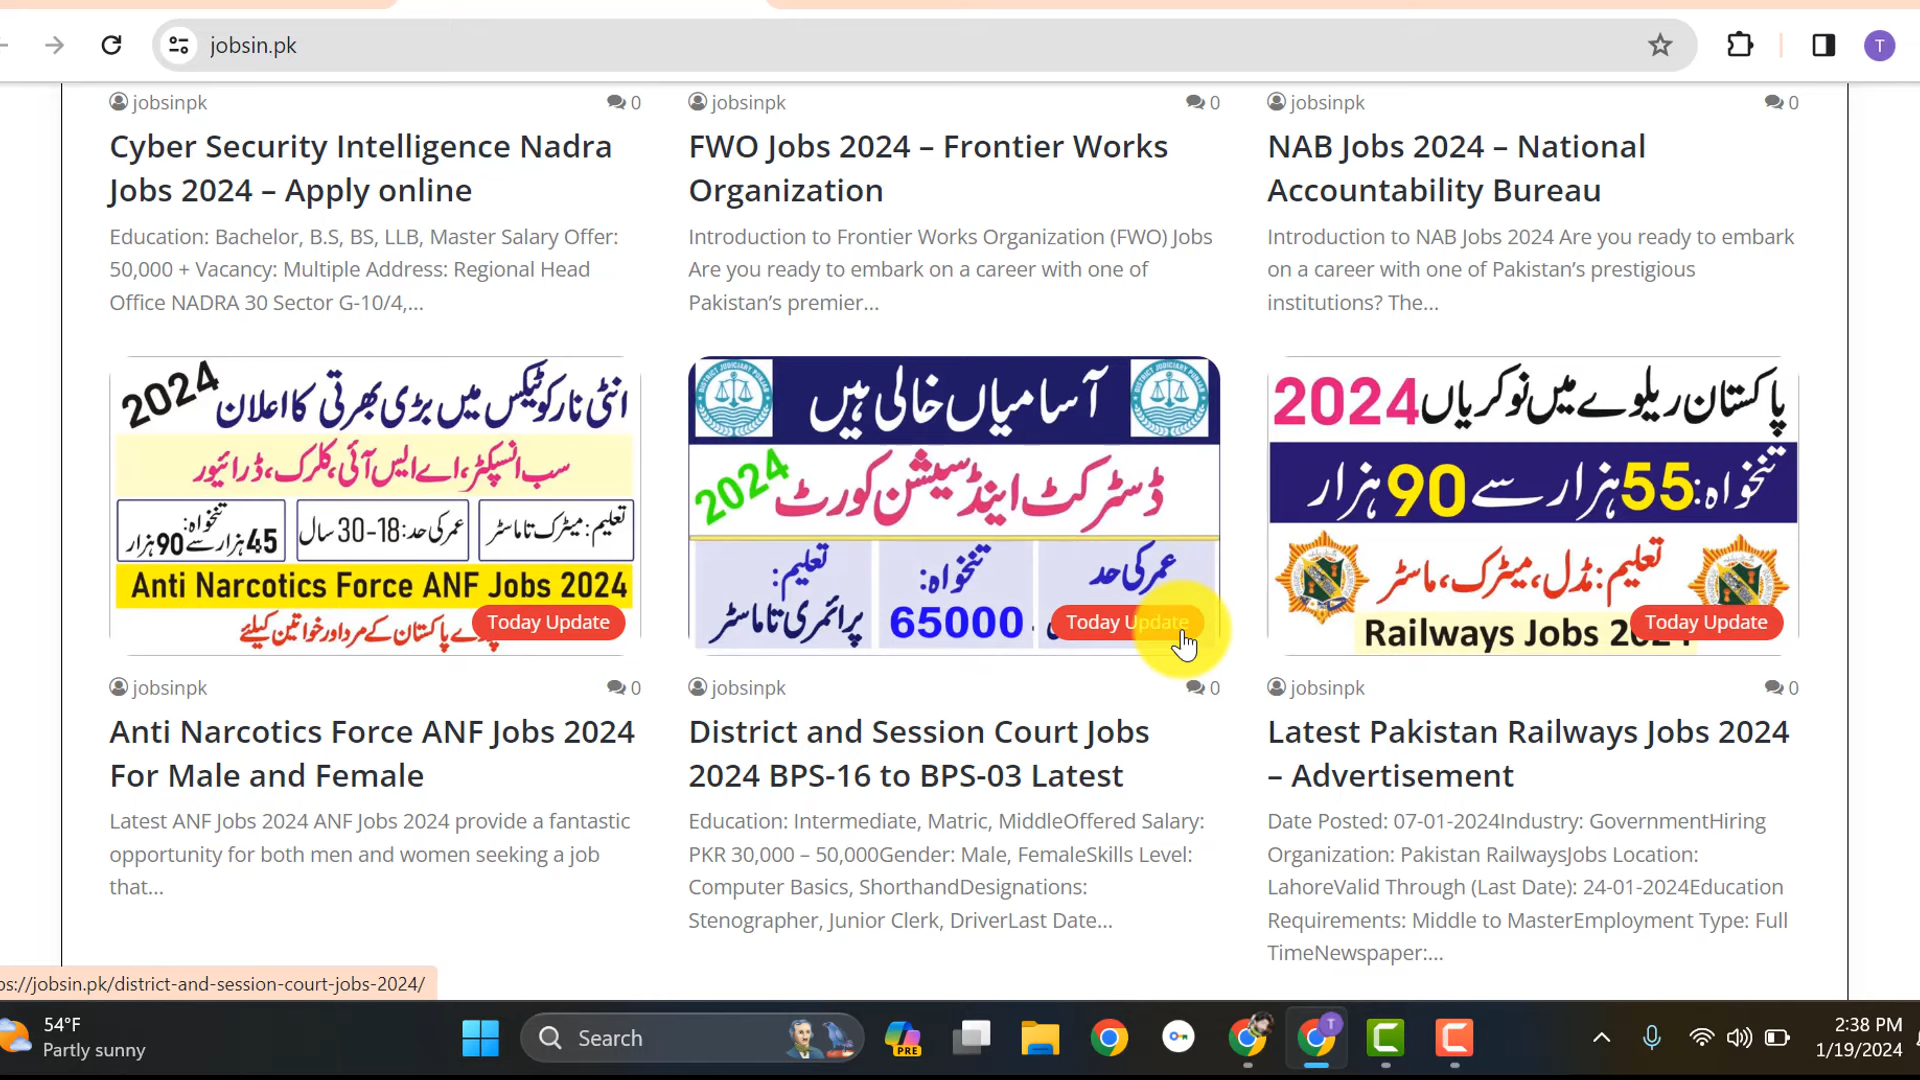 jobsin.pk
T
jobsinpk 0
jobsinpk 0
jobsinpk 0
Cyber Security Intelligence Nadra
Jobs 2024 – Apply online
FWO Jobs 2024 – Frontier Works
Organization
NAB Jobs 2024 – National
Accountability Bureau
Education: Bachelor, B.S, BS, LLB, Master Salary Offer:
50,000 + Vacancy: Multiple Address: Regional Head
Office NADRA 30 Sector G-10/4,...
Introduction to Frontier Works Organization (FWO) Jobs
Are you ready to embark on a career with one of
Pakistan's premier...
Introduction to NAB Jobs 2024 Are you ready to embark
on a career with one of Pakistan's prestigious
institutions? The...
2024 انٹی نارکوٹیکس میں بڑی بھرتی کا اعلان
سب انسپکٹر، اے ایس آئی، کلرک، ڈرائیور
تعلیم: میٹرک تا ماسٹر
عمر کی حد: 18-30 سال
تنخواہ:
45 ہزار سے 90 ہزار
Anti Narcotics Force ANF Jobs 2024
پاکستان کے مرد اور خواتین کیلئے
Today Update
آسامیاں خالی ہیں
ڈسٹرکٹ اینڈ سیشن کورٹ 2024
عمر کی حد
تنخواہ:
65000
تعلیم:
پرائمری تا ماسٹر
Today Update
پاکستان ریلوے میں نوکریاں 2024
تنخواہ: 55 ہزار سے 90 ہزار
تعلیم: مڈل، میٹرک، ماسٹر
Railways Jobs
Today Update
jobsinpk 0
jobsinpk 0
jobsinpk 0
Anti Narcotics Force ANF Jobs 2024
For Male and Female
District and Session Court Jobs
2024 BPS-16 to BPS-03 Latest
Latest Pakistan Railways Jobs 2024
– Advertisement
Latest ANF Jobs 2024 ANF Jobs 2024 provide a fantastic
opportunity for both men and women seeking a job
that...
Education: Intermediate, Matric, MiddleOffered Salary:
PKR 30,000 – 50,000Gender: Male, FemaleSkills Level:
Computer Basics, ShorthandDesignations:
Stenographer, Junior Clerk, DriverLast Date...
Date Posted: 07-01-2024Industry: GovernmentHiring
Organization: Pakistan RailwaysJobs Location:
LahoreValid Through (Last Date): 24-01-2024Education
Requirements: Middle to MasterEmployment Type: Full
TimeNewspaper:...
ps://jobsin.pk/district-and-session-court-jobs-2024/
54°F
Partly sunny
Search
PRE
T
2:38 PM
1/19/2024